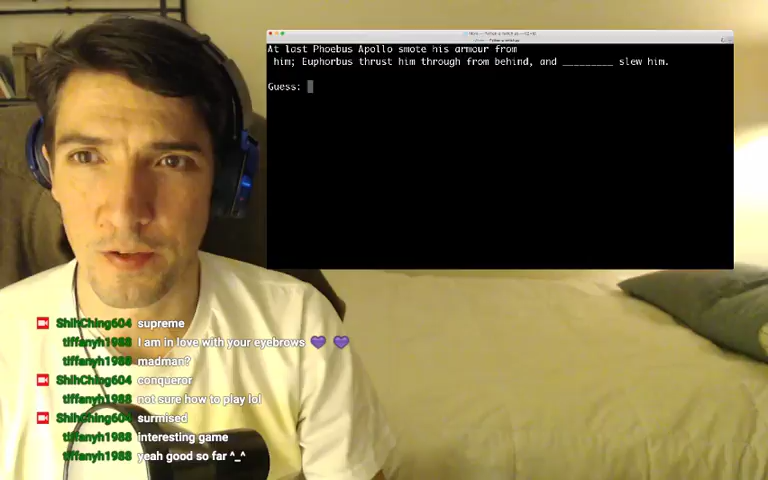 At last Phoebus Apollo smote his armour from
him; Euphorbus thrust him through from behind, and _________ slew him.
Guess:
ShihChing604 supreme
tiffanyh1988 I am in love with your eyebrows 💜 💜
tiffanyh1988 madman?
ShihChing604 conqueror
tiffanyh1988 not sure how to play lol
ShihChing604 surmised
tiffanyh1988 interesting game
tiffanyh1988 yeah good so far ^_^